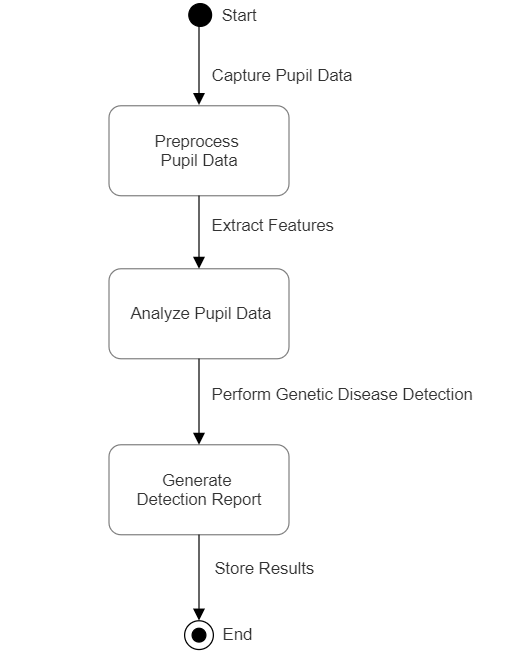 Start
Capture Pupil Data
Preprocess
Pupil Data
Extract Features
Analyze Pupil Data
Perform Genetic Disease Detection
Generate
Detection Report
Store Results
End